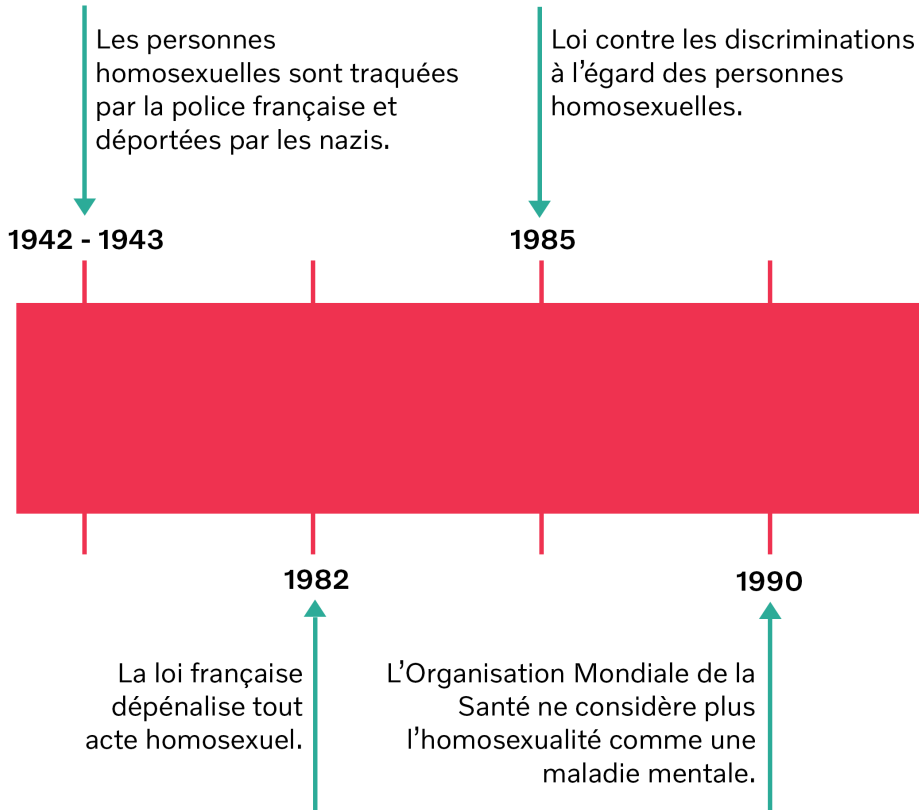 Les personnes
homosexuelles sont traquées
par la police française et
déportées par les nazis.
1942 - 1943
Loi contre les discriminations
à l’égard des personnes
homosexuelles.
1985
1982
La loi française
dépénalise tout
acte homosexuel.
1990
L’Organisation Mondiale de la
Santé ne considère plus
l’homosexualité comme une
maladie mentale.